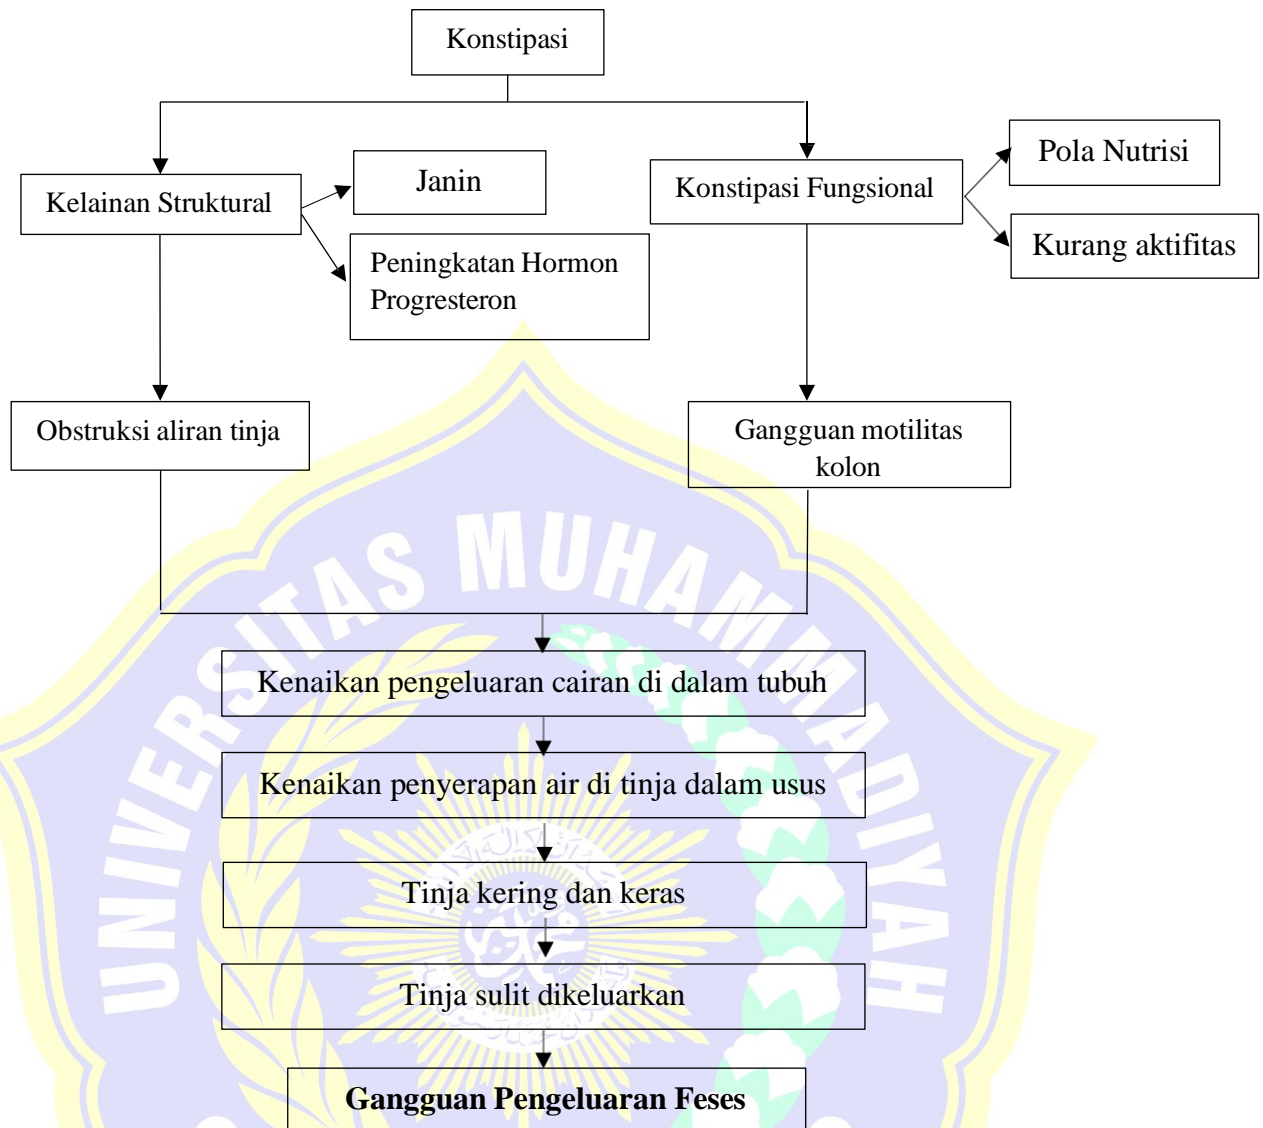 Konstipasi
Kelainan Struktural
Janin
Peningkatan Hormon
Progresteron
Konstipasi Fungsional
Pola Nutrisi
Kurang aktifitas
Obstruksi aliran tinja
Gangguan motilitas
kolon
Kenaikan pengeluaran cairan di dalam tubuh
Kenaikan penyerapan air di tinja dalam usus
Tinja kering dan keras
Tinja sulit dikeluarkan
Gangguan Pengeluaran Feses
UNIVERSITAS MUHAMMADIYAH